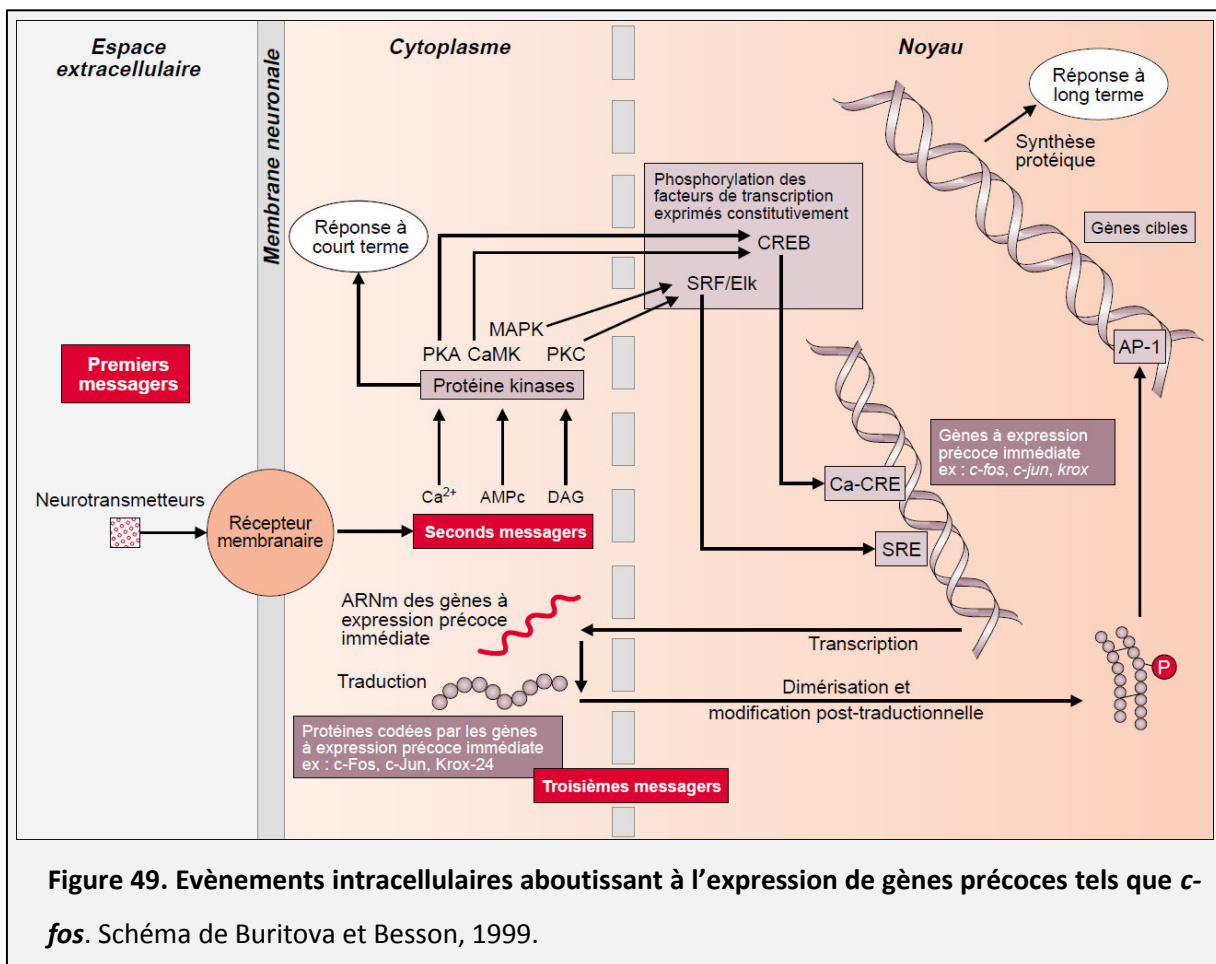 Espace
extracellulaire
Membrane neuronale
Cytoplasme
Noyau
Réponse à
long terme
Synthèse
protéique
Phosphorylation des
facteurs de transcription
exprimés constitutivement
CREB
SRF/Elk
Gènes cibles
Réponse à
court terme
MAPK
PKA CaMK PKC
Protéine kinases
AP-1
Premiers
messagers
Gènes à expression
précoce immédiate
ex : c-fos, c-jun, krox
Ca-CRE
SRE
Neurotransmetteurs
Récepteur
membranaire
Ca²⁺ AMPc DAG
Seconds messagers
ARNm des gènes à
expression précoce
immédiate
Transcription
Traduction
Dimérisation et
modification post-traductionnelle
P
Protéines codées par les gènes
à expression précoce immédiate
ex : c-Fos, c-Jun, Krox-24
Troisièmes messagers
Figure 49. Evènements intracellulaires aboutissant à l’expression de gènes précoces tels que c-
fos. Schéma de Buritova et Besson, 1999.